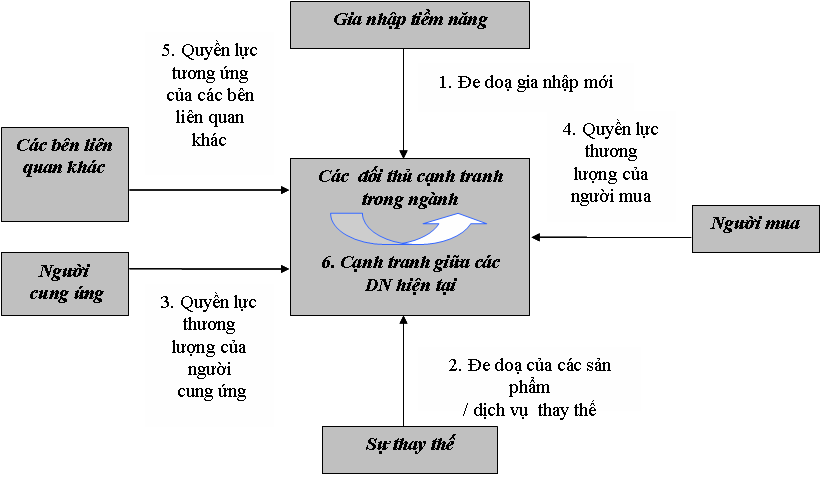 Gia nhập tiềm năng
5. Quyền lực
tương ứng
của các bên
liên quan
khác
1. Đe doạ gia nhập mới
4. Quyền lực
thương
lượng của
người mua
Các bên liên
quan khác
Các đối thủ cạnh tranh
trong ngành
6. Cạnh tranh giữa các
DN hiện tại
Người mua
Người
cung ứng
3. Quyền lực
thương
lượng của
người
cung ứng
2. Đe doạ của các sản
phẩm
/ dịch vụ thay thế
Sự thay thế